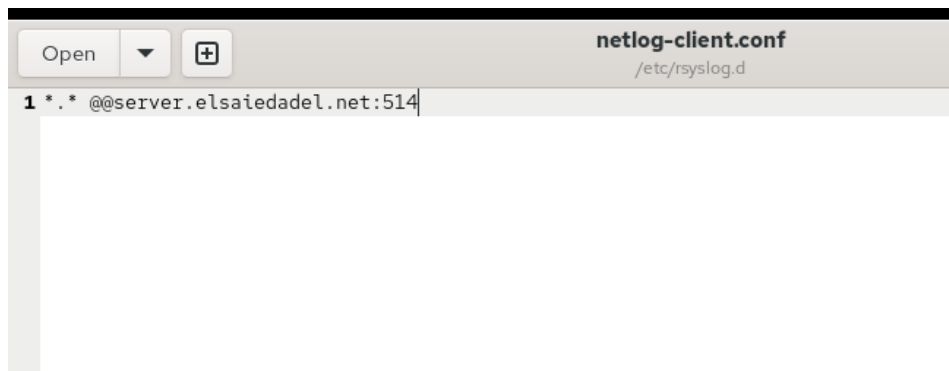 Open
netlog-client.conf
/etc/rsyslog.d
1 *.* @@server.elsaiedadel.net:514